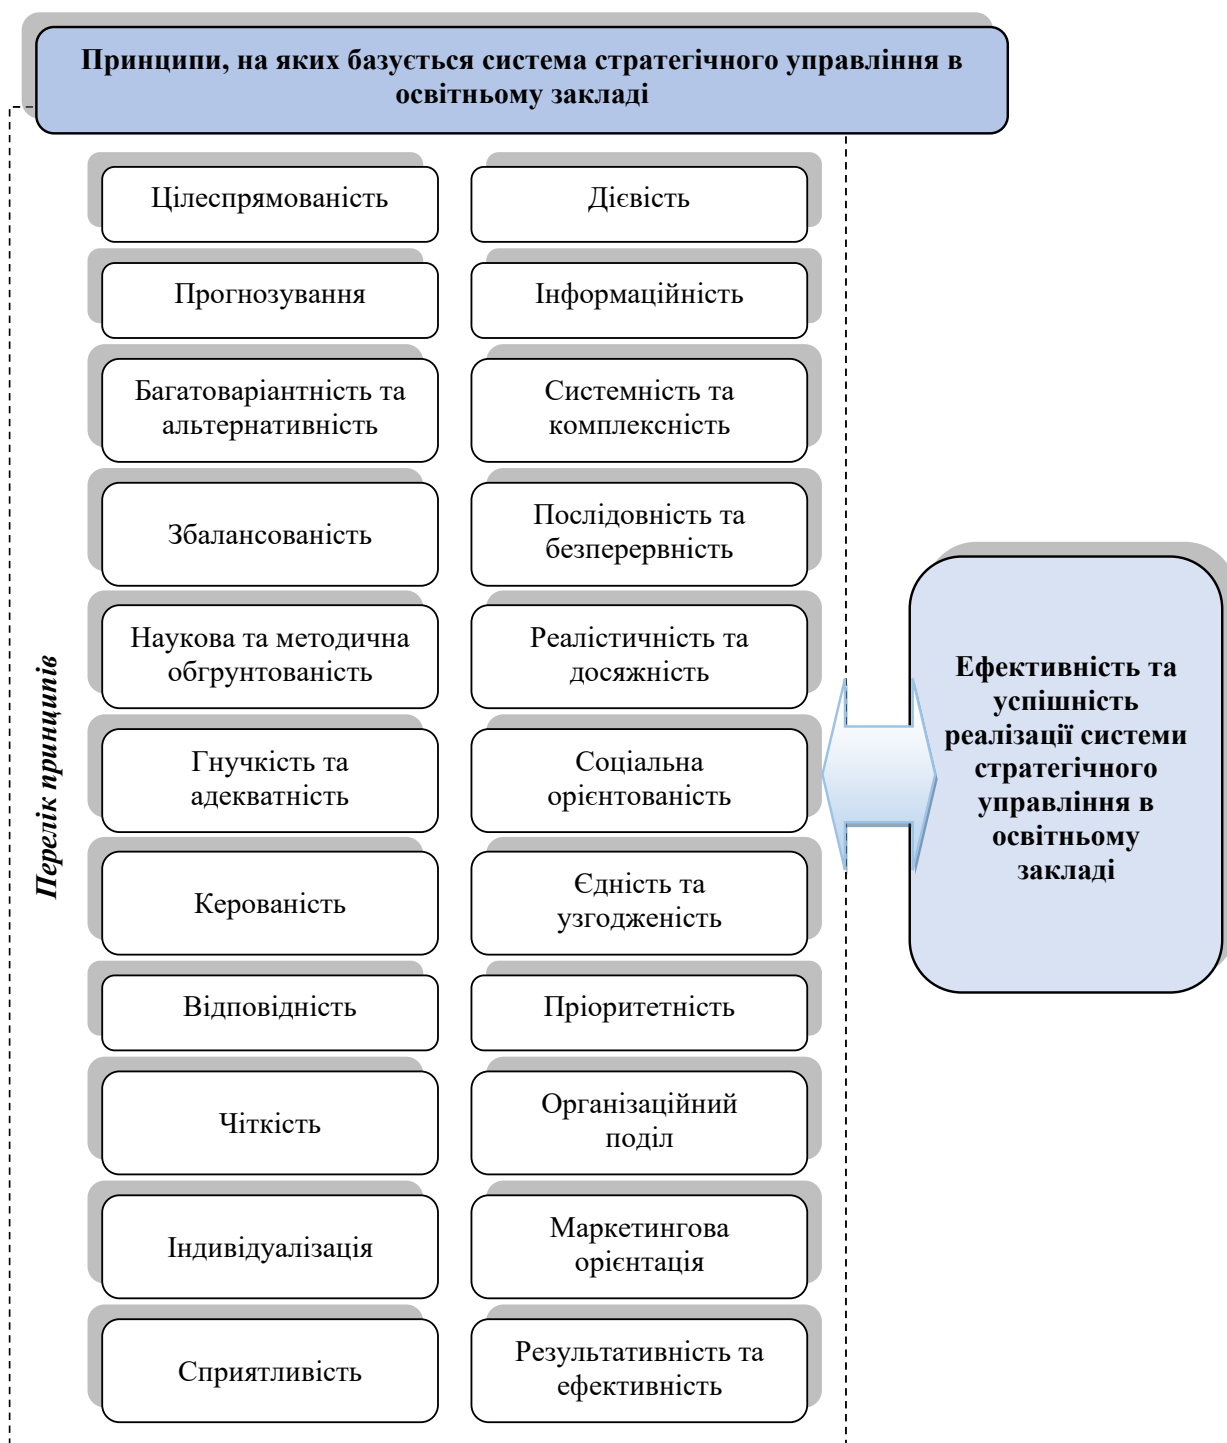 Принципи, на яких базується система стратегічного управління в
освітньому закладі
Перелік принципів
Цілеспрямованість
Дієвість
Прогнозування
Інформаційність
Багатоваріантність та
альтернативність
Системність та
комплексність
Збалансованість
Послідовність та
безперервність
Наукова та методична
обгрунтованість
Реалістичність та
досяжність
Гнучкість та
адекватність
Соціальна
орієнтованість
Керованість
Єдність та
узгодженість
Відповідність
Пріоритетність
Чіткість
Організаційний
поділ
Індивідуалізація
Маркетингова
орієнтація
Сприятливість
Результативність та
ефективність
Ефективність та
успішність
реалізації системи
стратегічного
управління в
освітньому
закладі